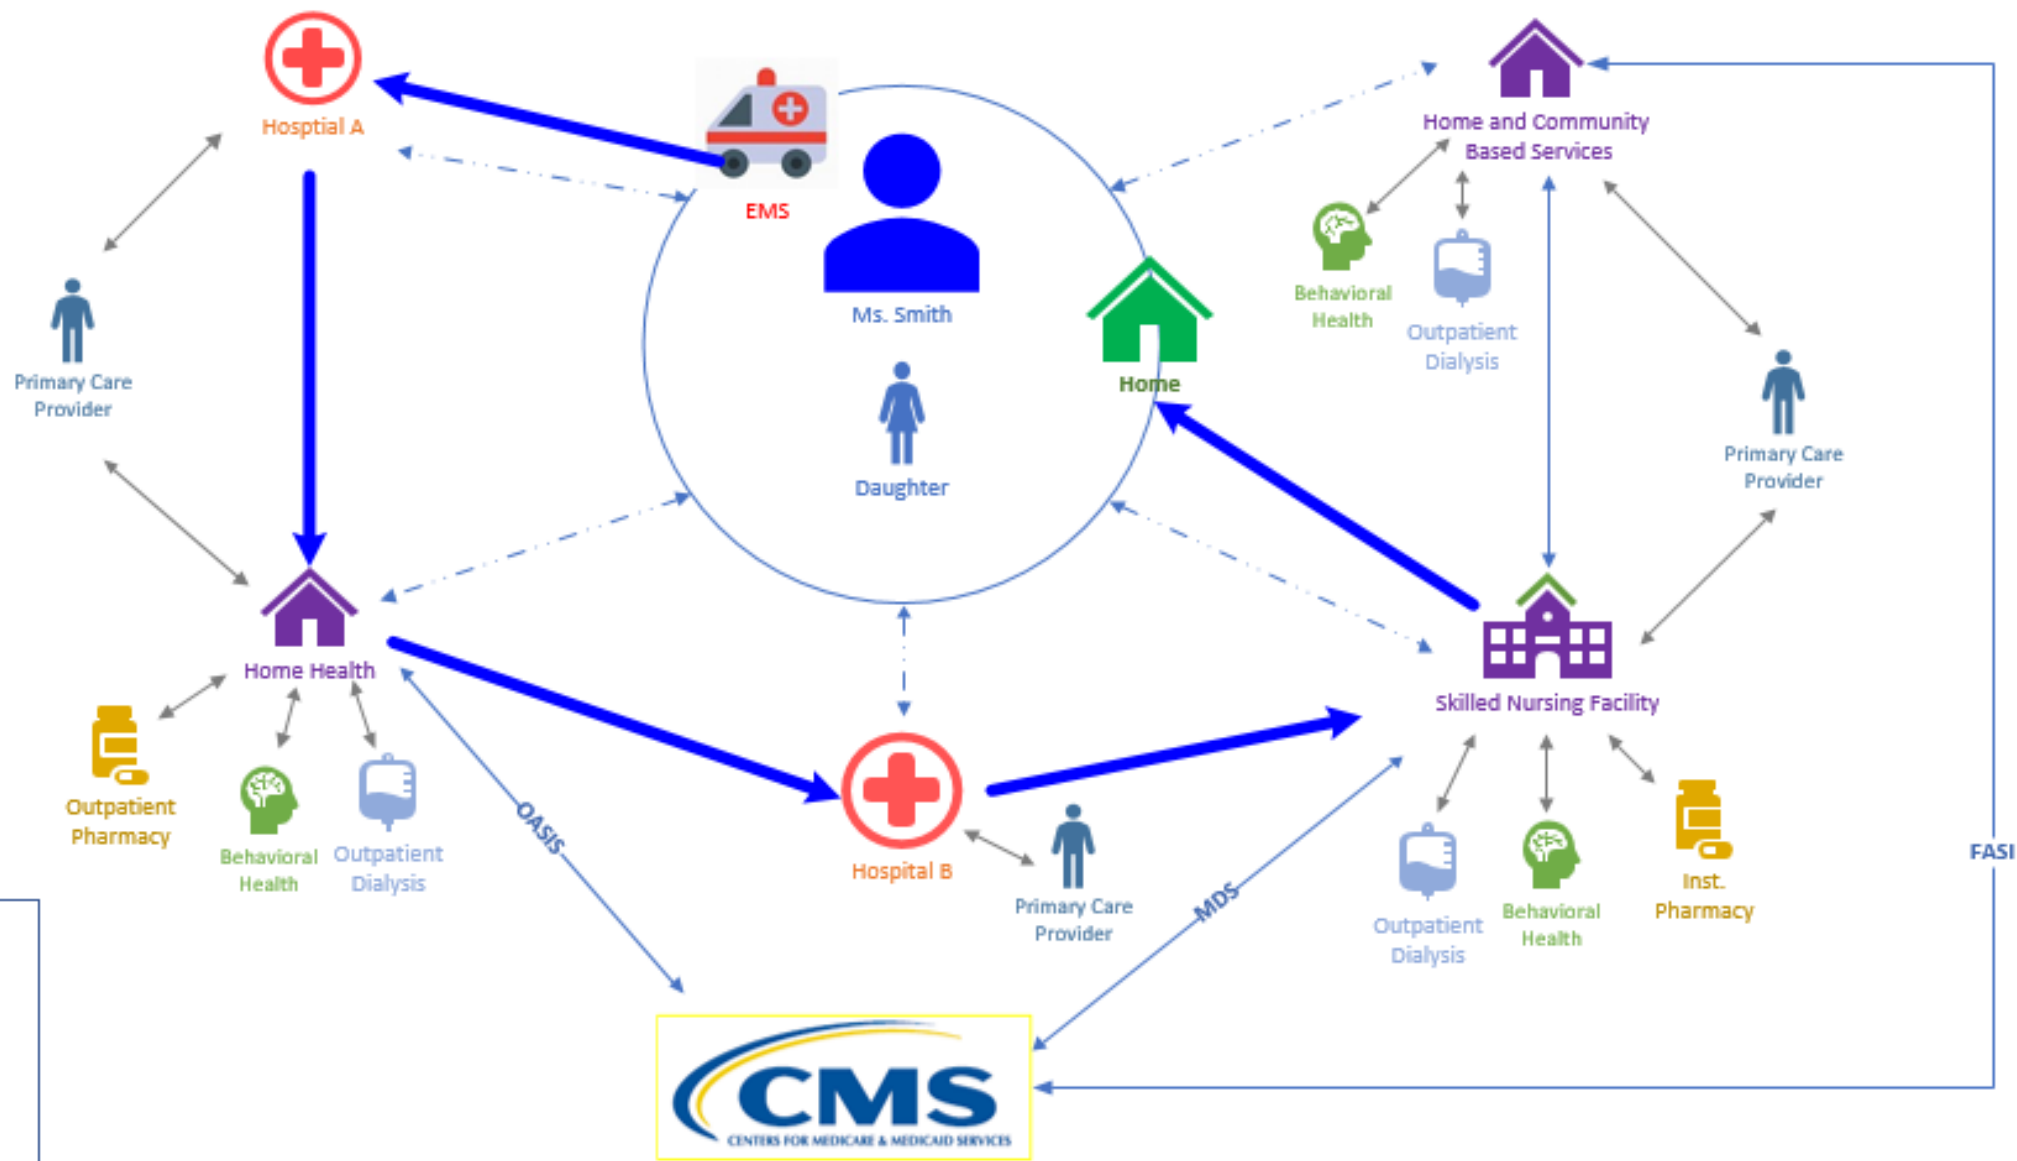 Hosptial A
EMS
Ms. Smith
Daughter
Home
Home and Community
Based Services
Behavioral
Health
Outpatient
Dialysis
Primary Care
Provider
Primary Care
Provider
Home Health
Outpatient
Pharmacy
Behavioral
Health
Outpatient
Dialysis
OASIS
Hospital B
Primary Care
Provider
MDS
Skilled Nursing Facility
Outpatient
Dialysis
Behavioral
Health
Inst.
Pharmacy
FASI
CMS
CENTERS FOR MEDICARE & MEDICAID SERVICES